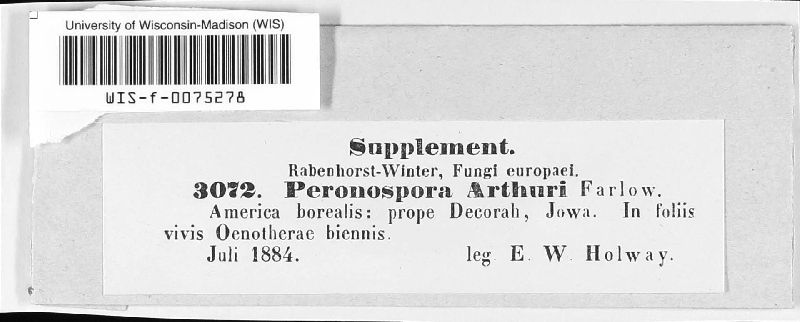 University of Wisconsin-Madison (WIS)
WIS-f-0075278
Supplement.
Rabenhorst-Winter, Fungi europaei.
3072. Peronospora Arthuri Farlow.
America borealis: prope Decorah, Jowa. In foliis
vivis Oenotherae biennis.
Juli 1884. leg E. W. Holway.